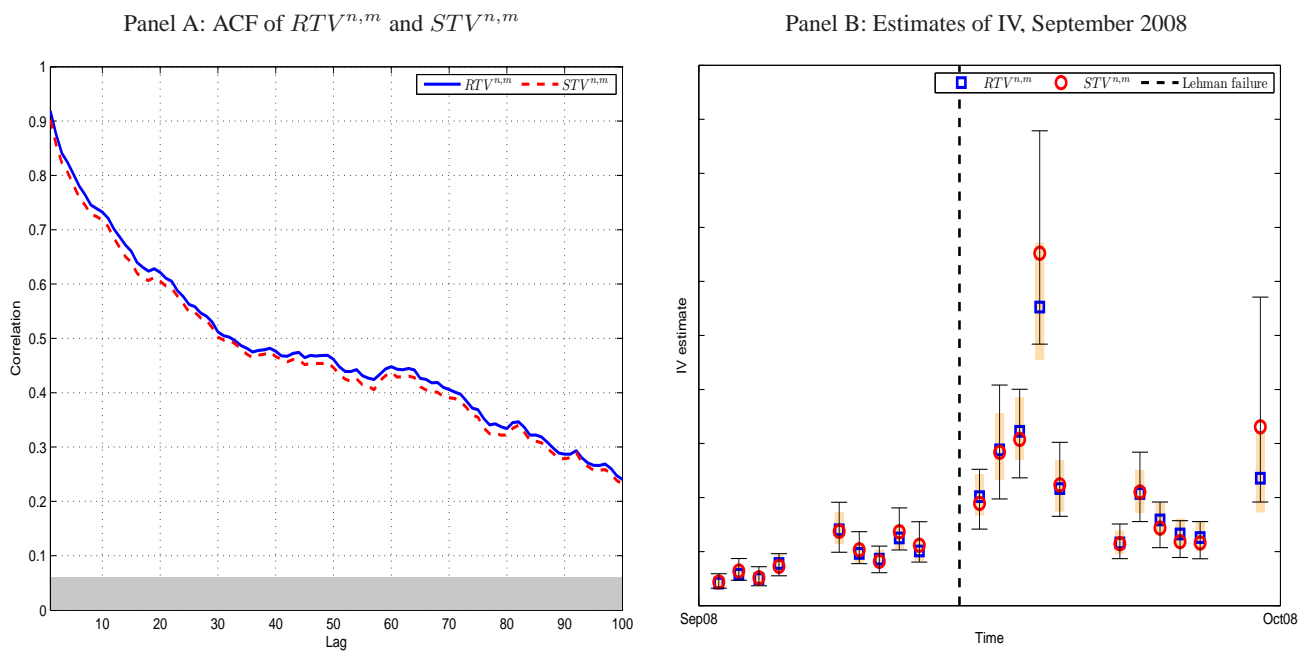 Panel A: ACF of RTV^{n,m} and STV^{n,m}
1
0.9
0.8
0.7
0.6
0.5
0.4
0.3
0.2
0.1
0
Correlation
RTV^{n,m} STV^{n,m}
10 20 30 40 50 60 70 80 90 100
Lag
Panel B: Estimates of IV, September 2008
RTV^{n,m} STV^{n,m} Lehman failure
IV estimate
Sep08 Oct08
Time